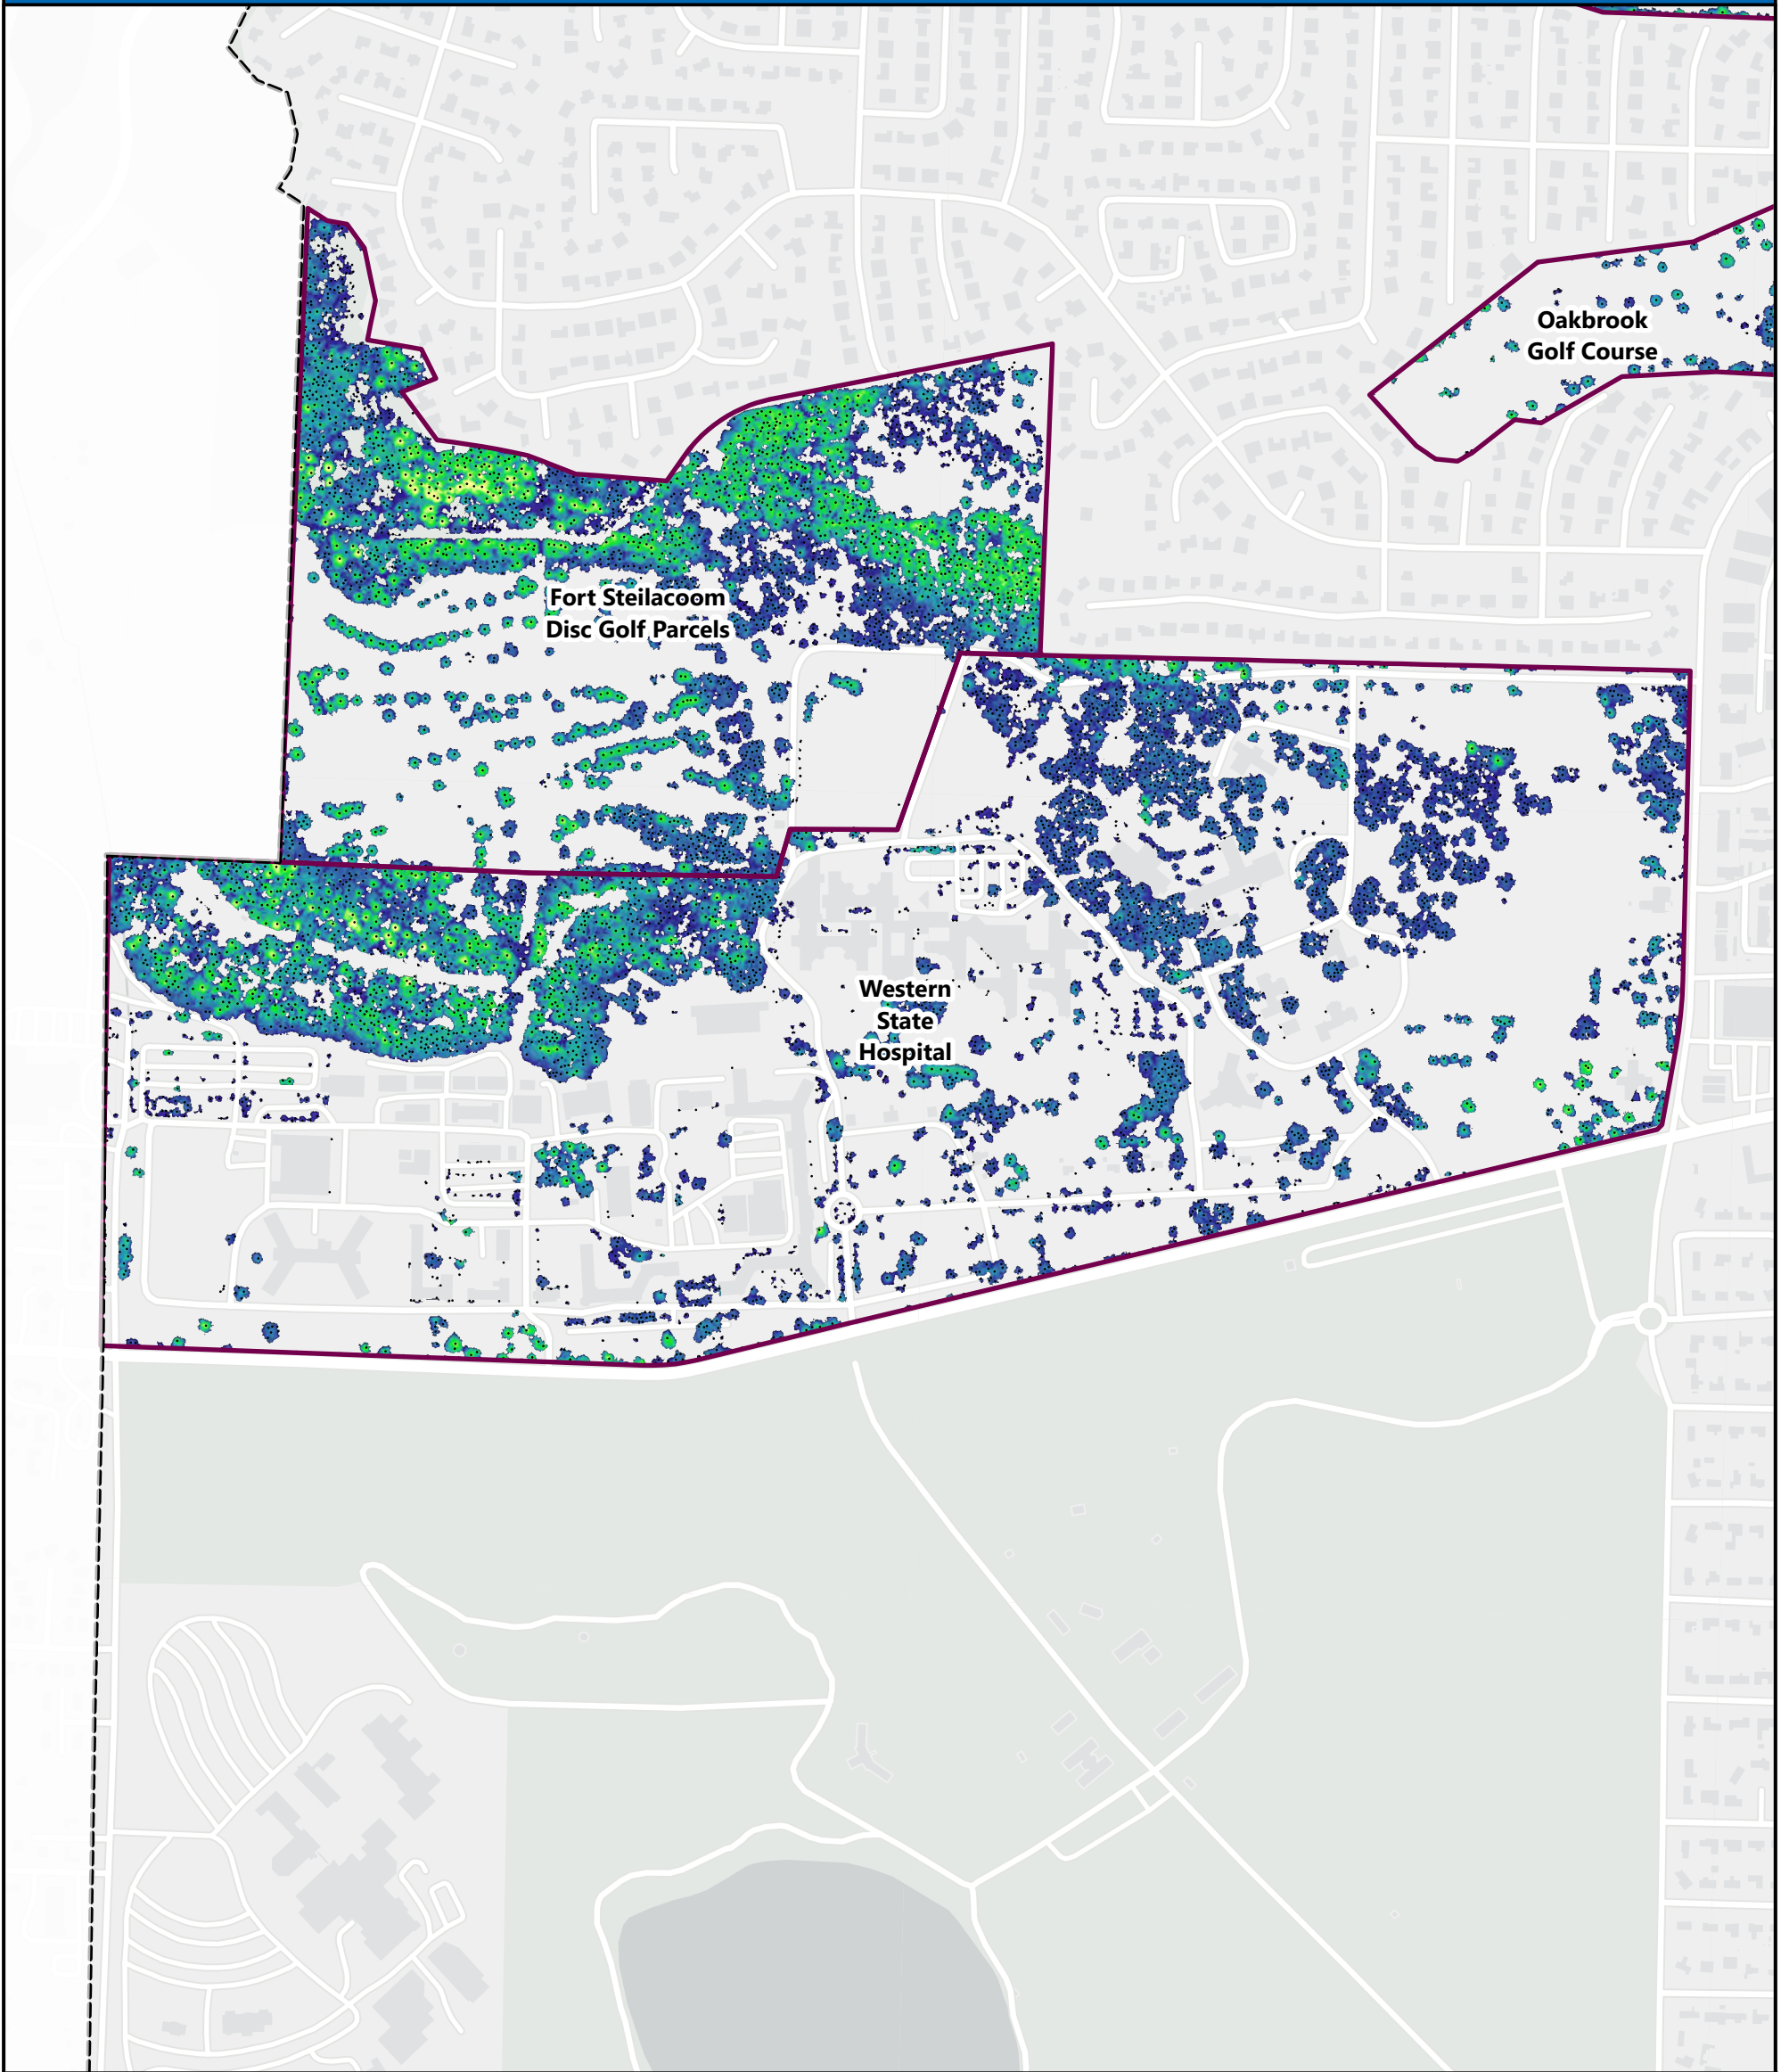 Oakbrook
Golf Course
Fort Steilacoom
Disc Golf Parcels
Western
State
Hospital